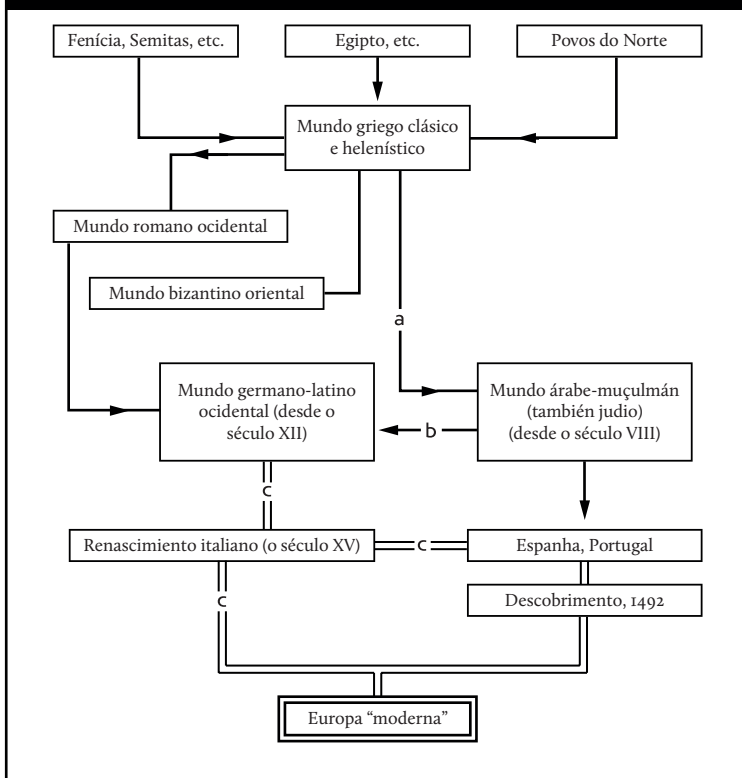 Fenícia, Semitas, etc.
Egipto, etc.
Povos do Norte
Mundo griego clásico
e helenístico
Mundo romano ocidental
Mundo bizantino oriental
a
Mundo germano-latino
ocidental (desde o
século XII)
b
Mundo árabe-muçulmán
(también judio)
(desde o século VIII)
c
Renascimiento italiano (o século XV)
c
Espanha, Portugal
c
Descobrimento, 1492
Europa “moderna”